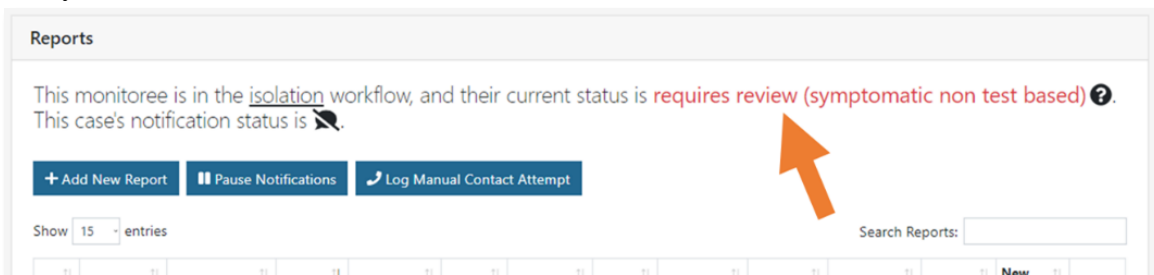 Reports
This monitoree is in the isolation workflow, and their current status is requires review (symptomatic non test based) ?.
This case's notification status is .
+ Add New Report Pause Notifications Log Manual Contact Attempt
Show 15 entries Search Reports:
New